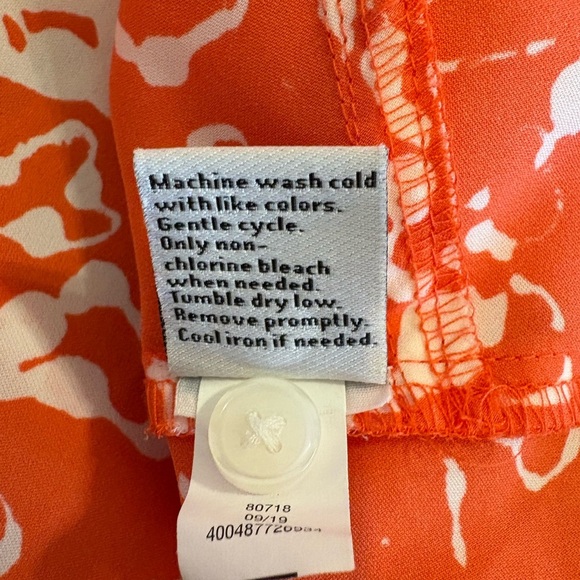 Machine wash cold
with like colors.
Gentle cycle.
Only non-
chlorine bleach
when needed.
Tumble dry low.
Remove promptly.
Cool iron if needed.
80718
09/19
400487726934